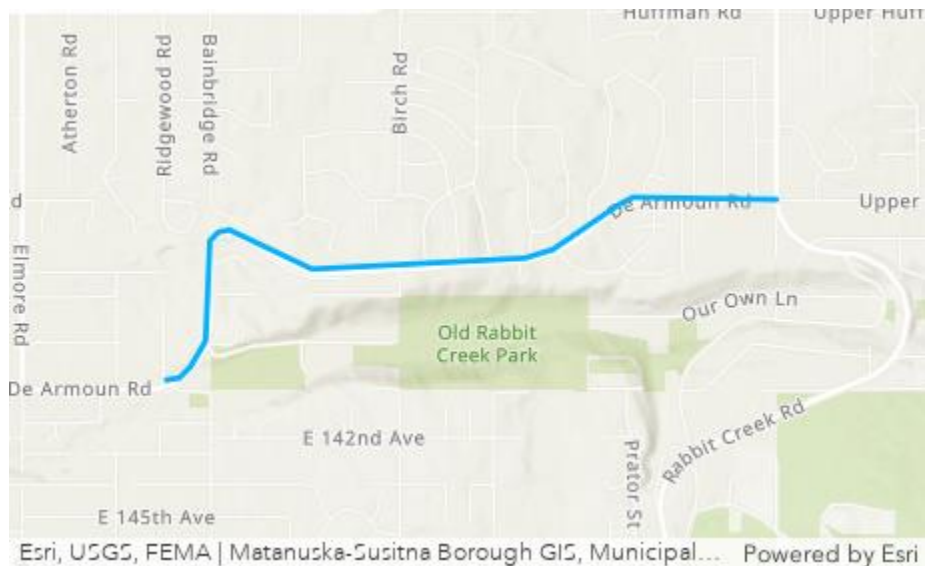 Huffman Rd
Upper Huff
Atherton Rd
Ridgewood Rd
Bainbridge Rd
Birch Rd
d
De Armoun Rd
Upper
Elmore Rd
Our Own Ln
Old Rabbit
Creek Park
De Armoun Rd
Rabbit Creek Rd
E 142nd Ave
Prator St
E 145th Ave
Esri, USGS, FEMA | Matanuska-Susitna Borough GIS, Municipal...
Powered by Esri